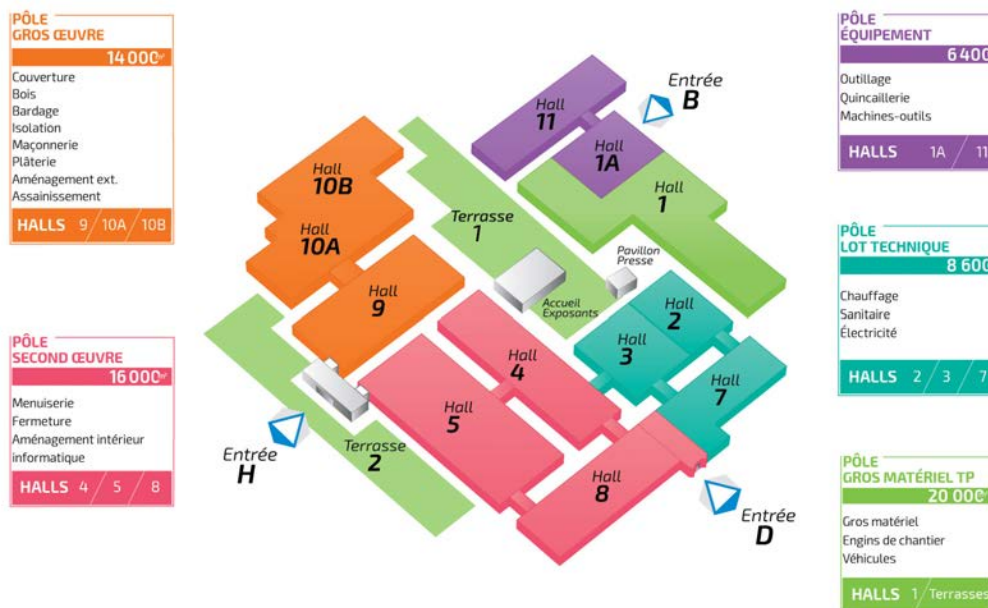 PÔLE
GROS ŒUVRE
14 000
Couverture
Bois
Bardage
Isolation
Maçonnerie
Plâterie
Aménagement ext.
Assainissement
HALLS 9 / 10A / 10B
PÔLE
SECOND ŒUVRE
16 000
Menuiserie
Fermeture
Aménagement intérieur
informatique
HALLS 4 / 5 / 8
Entrée
B
Hall
11
Hall
1A
Hall
1
Hall
10B
Hall
10A
Terrasse
1
Pavillon
Presse
Accueil
Exposants
Hall
9
Hall
2
Hall
3
Hall
4
Hall
7
Hall
5
Terrasse
2
Hall
8
Entrée
H
Entrée
D
PÔLE
ÉQUIPEMENT
6 400
Outillage
Quincaillerie
Machines-outils
HALLS 1A / 11
PÔLE
LOT TECHNIQUE
8 600
Chauffage
Sanitaire
Électricité
HALLS 2 / 3 / 7
PÔLE
GROS MATÉRIEL TP
20 000
Gros matériel
Engins de chantier
Véhicules
HALLS 1 / Terrasses